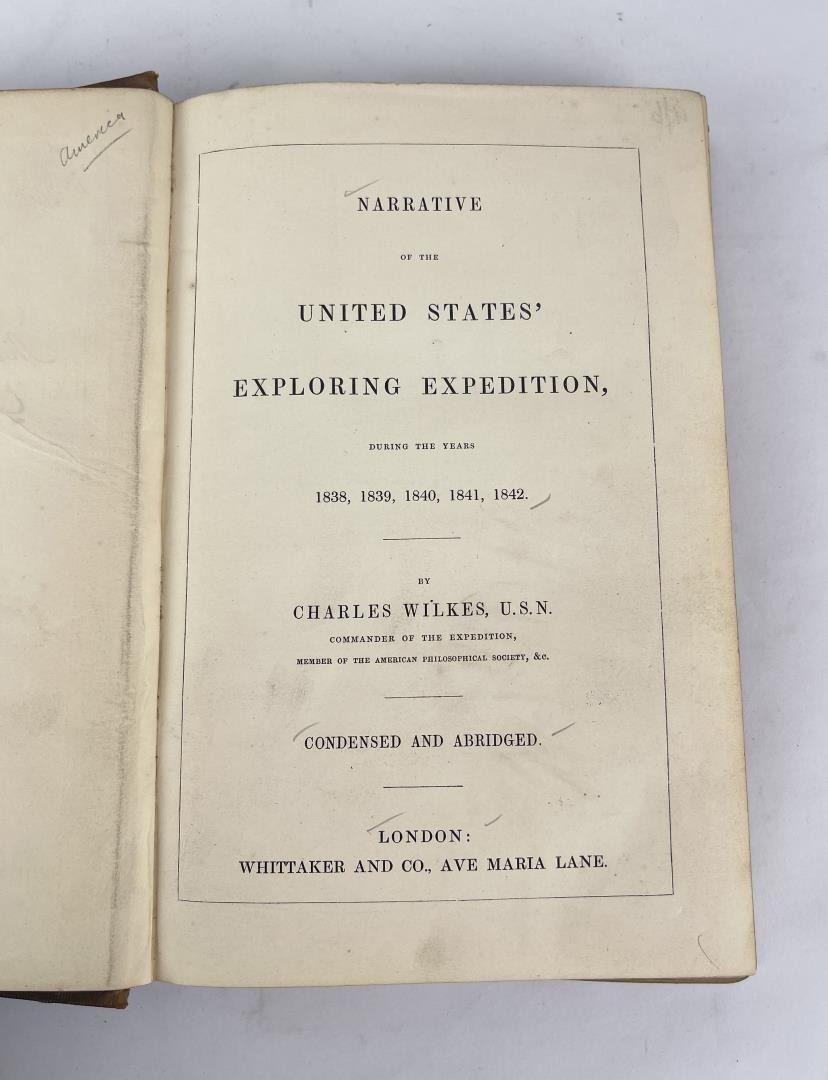 America
NARRATIVE
OF THE
UNITED STATES'
EXPLORING EXPEDITION,
DURING THE YEARS
1838, 1839, 1840, 1841, 1842.
BY
CHARLES WILKES, U.S.N.
COMMANDER OF THE EXPEDITION,
MEMBER OF THE AMERICAN PHILOSOPHICAL SOCIETY, &c.
CONDENSED AND ABRIDGED.
LONDON:
WHITTAKER AND CO., AVE MARIA LANE.